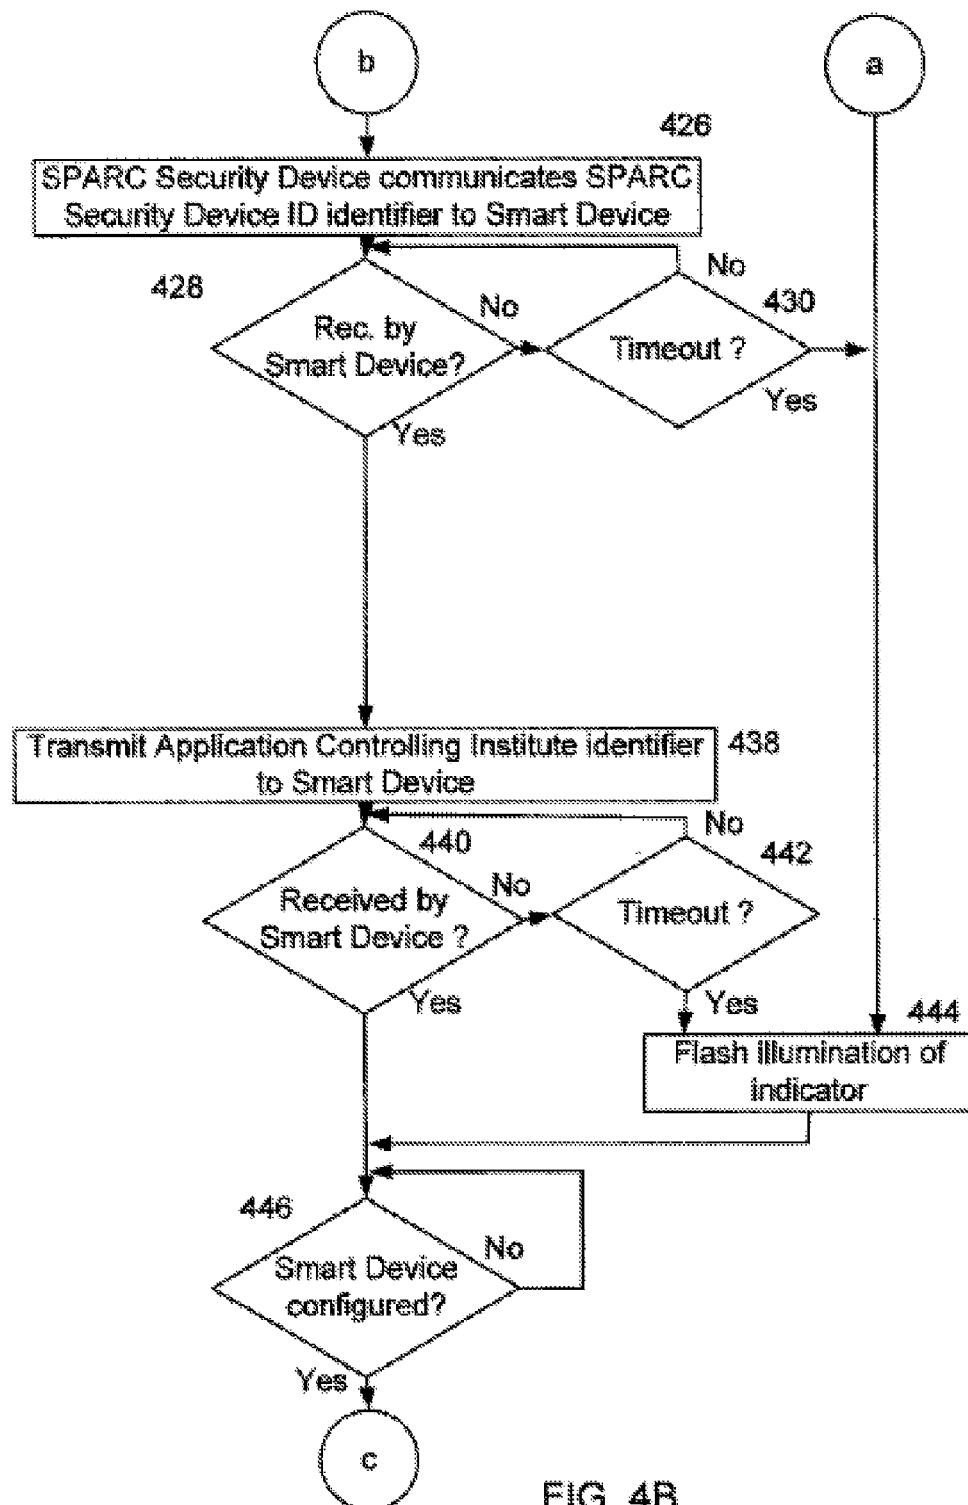 b
a
426
SPARC Security Device communicates SPARC
Security Device ID identifier to Smart Device
428
No
430
Rec. by
Smart Device?
No
Timeout ?
Yes
Yes
Transmit Application Controlling Institute identifier
to Smart Device
438
440
No
442
Received by
Smart Device ?
No
Timeout ?
Yes
Yes
444
Flash illumination of
indicator
446
Smart Device
configured?
No
Yes
c
FIG. 4B